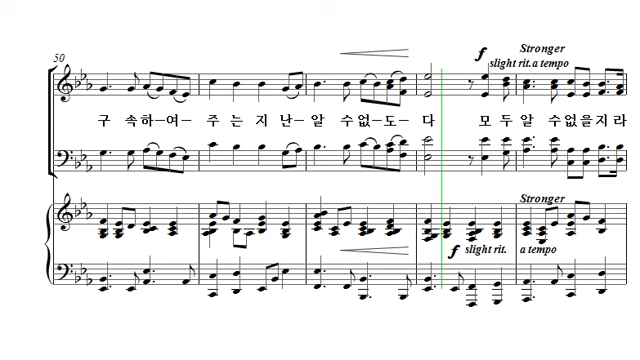 50
f
Stronger
slight rit. a tempo
구 속하–여– 주 는 지 난– 알 수없–도– 다 모 두 알 수없을지라
Stronger
f slight rit. a tempo